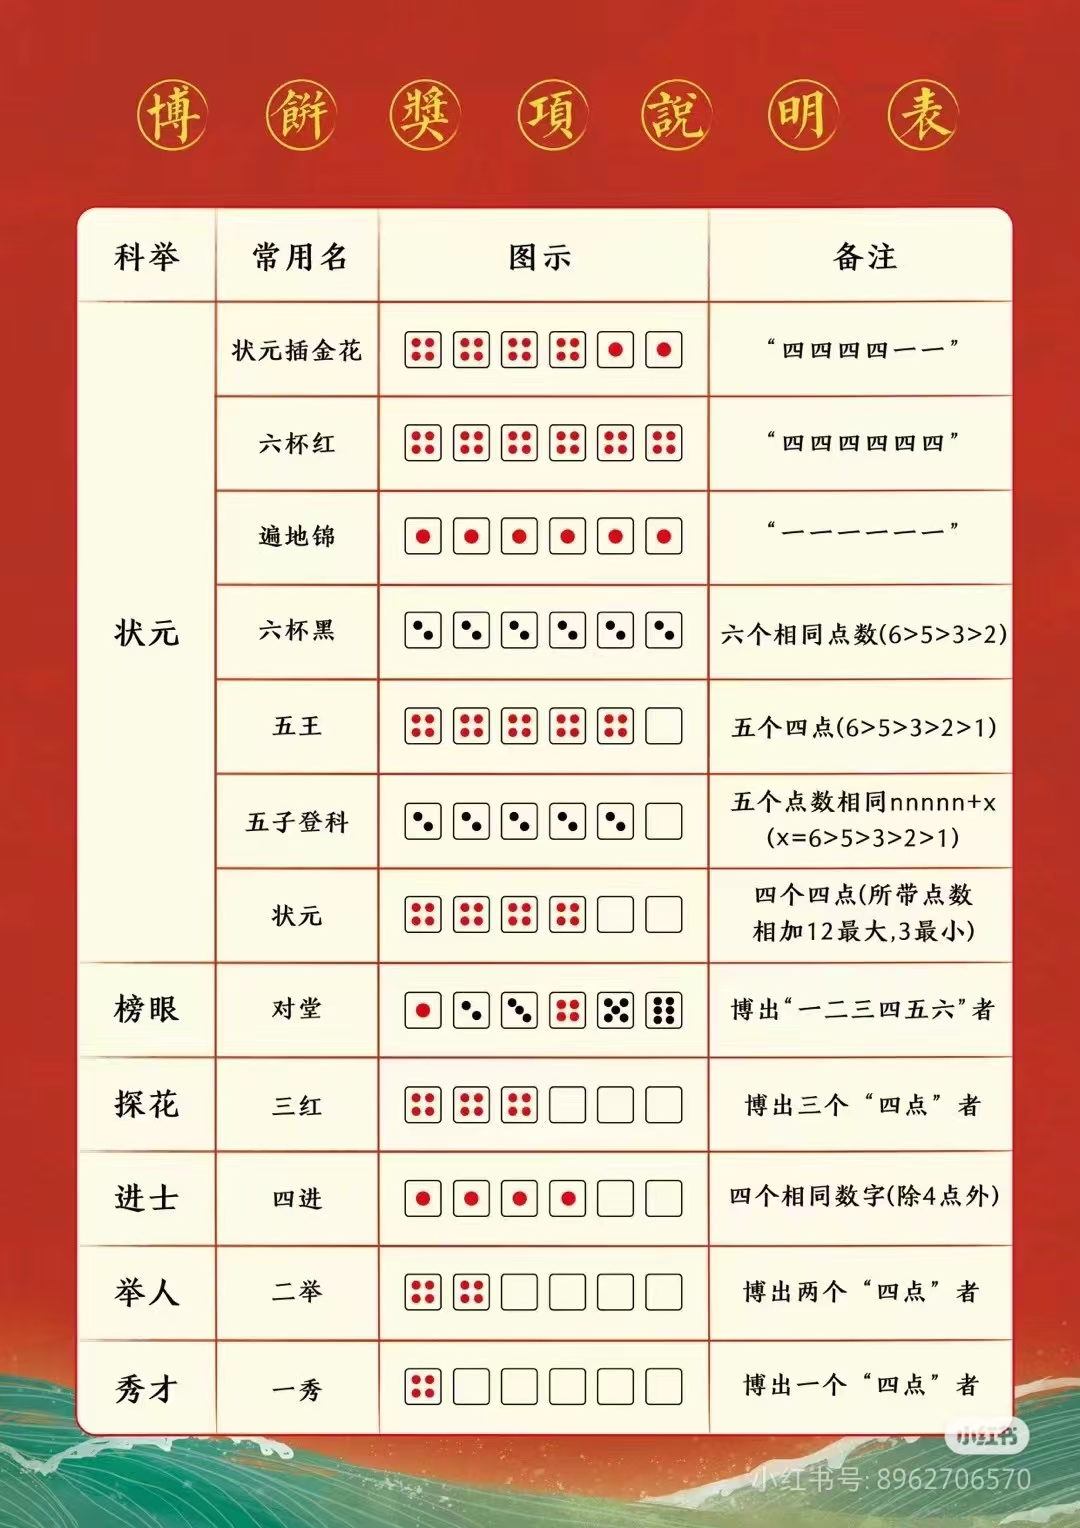 博餅獎項說明表
科举 常用名 图示 备注
状元
状元插金花 “四四四四一一”
六杯红 “四四四四四四”
遍地锦 “一一一一一一”
六杯黑 六个相同点数(6>5>3>2)
五王 五个四点(6>5>3>2>1)
五子登科 五个点数相同nnnnn+x
(x=6>5>3>2>1)
状元 四个四点(所带点数
相加12最大,3最小)
榜眼 对堂 博出“一二三四五六”者
探花 三红 博出三个“四点”者
进士 四进 四个相同数字(除4点外)
举人 二举 博出两个“四点”者
秀才 一秀 博出一个“四点”者
小红书
小红书号: 8962706570